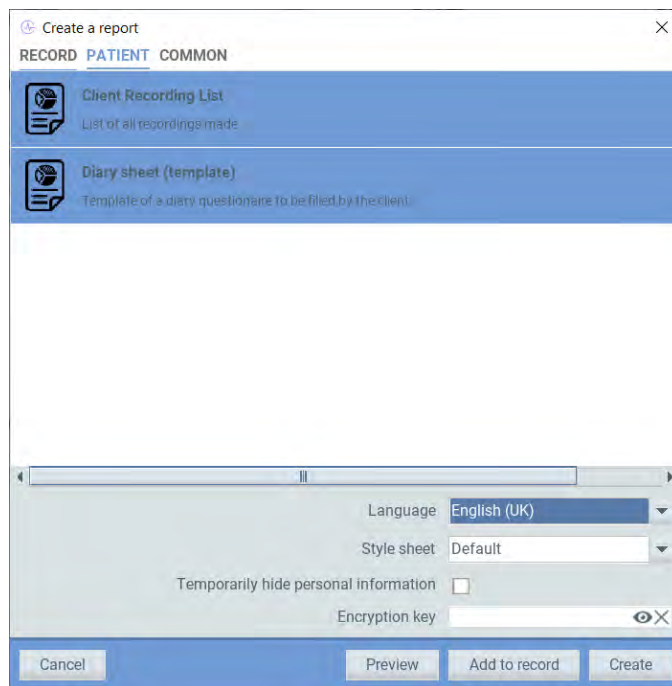 Create a report
RECORD PATIENT COMMON
Client Recording List
List of all recordings made
Diary sheet (template)
Template of a diary questionaire to be filled by the client.
Language English (UK)
Style sheet Default
Temporarily hide personal information
Encryption key
Cancel Preview Add to record Create